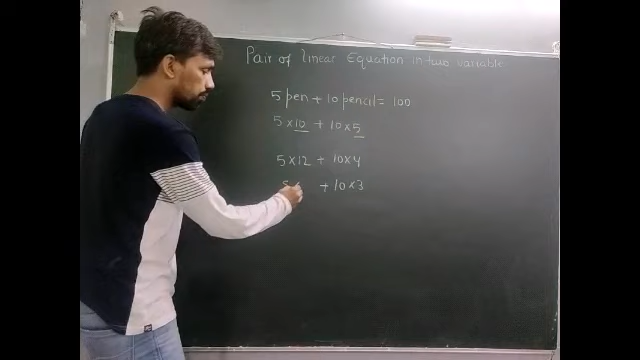 Pair of linear Equation in two variable
5 pen + 10 pencil = 100
5 × 10 + 10 × 5
5 × 12 + 10 × 4
5 × + 10 × 3